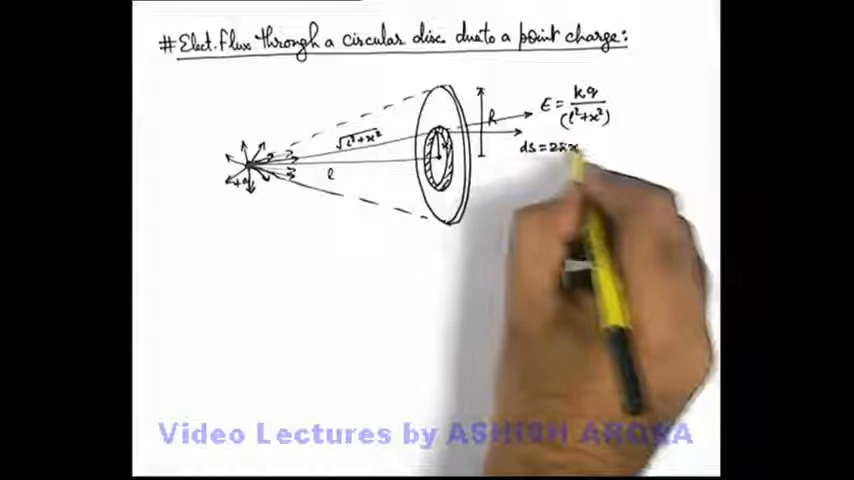 # Elect. Flux through a circular disc due to a point charge:
E = kq/(l²+x²)
√l²+x²
R
x
dS = 2πx
l
+q
Video Lectures by ASHISH ARORA